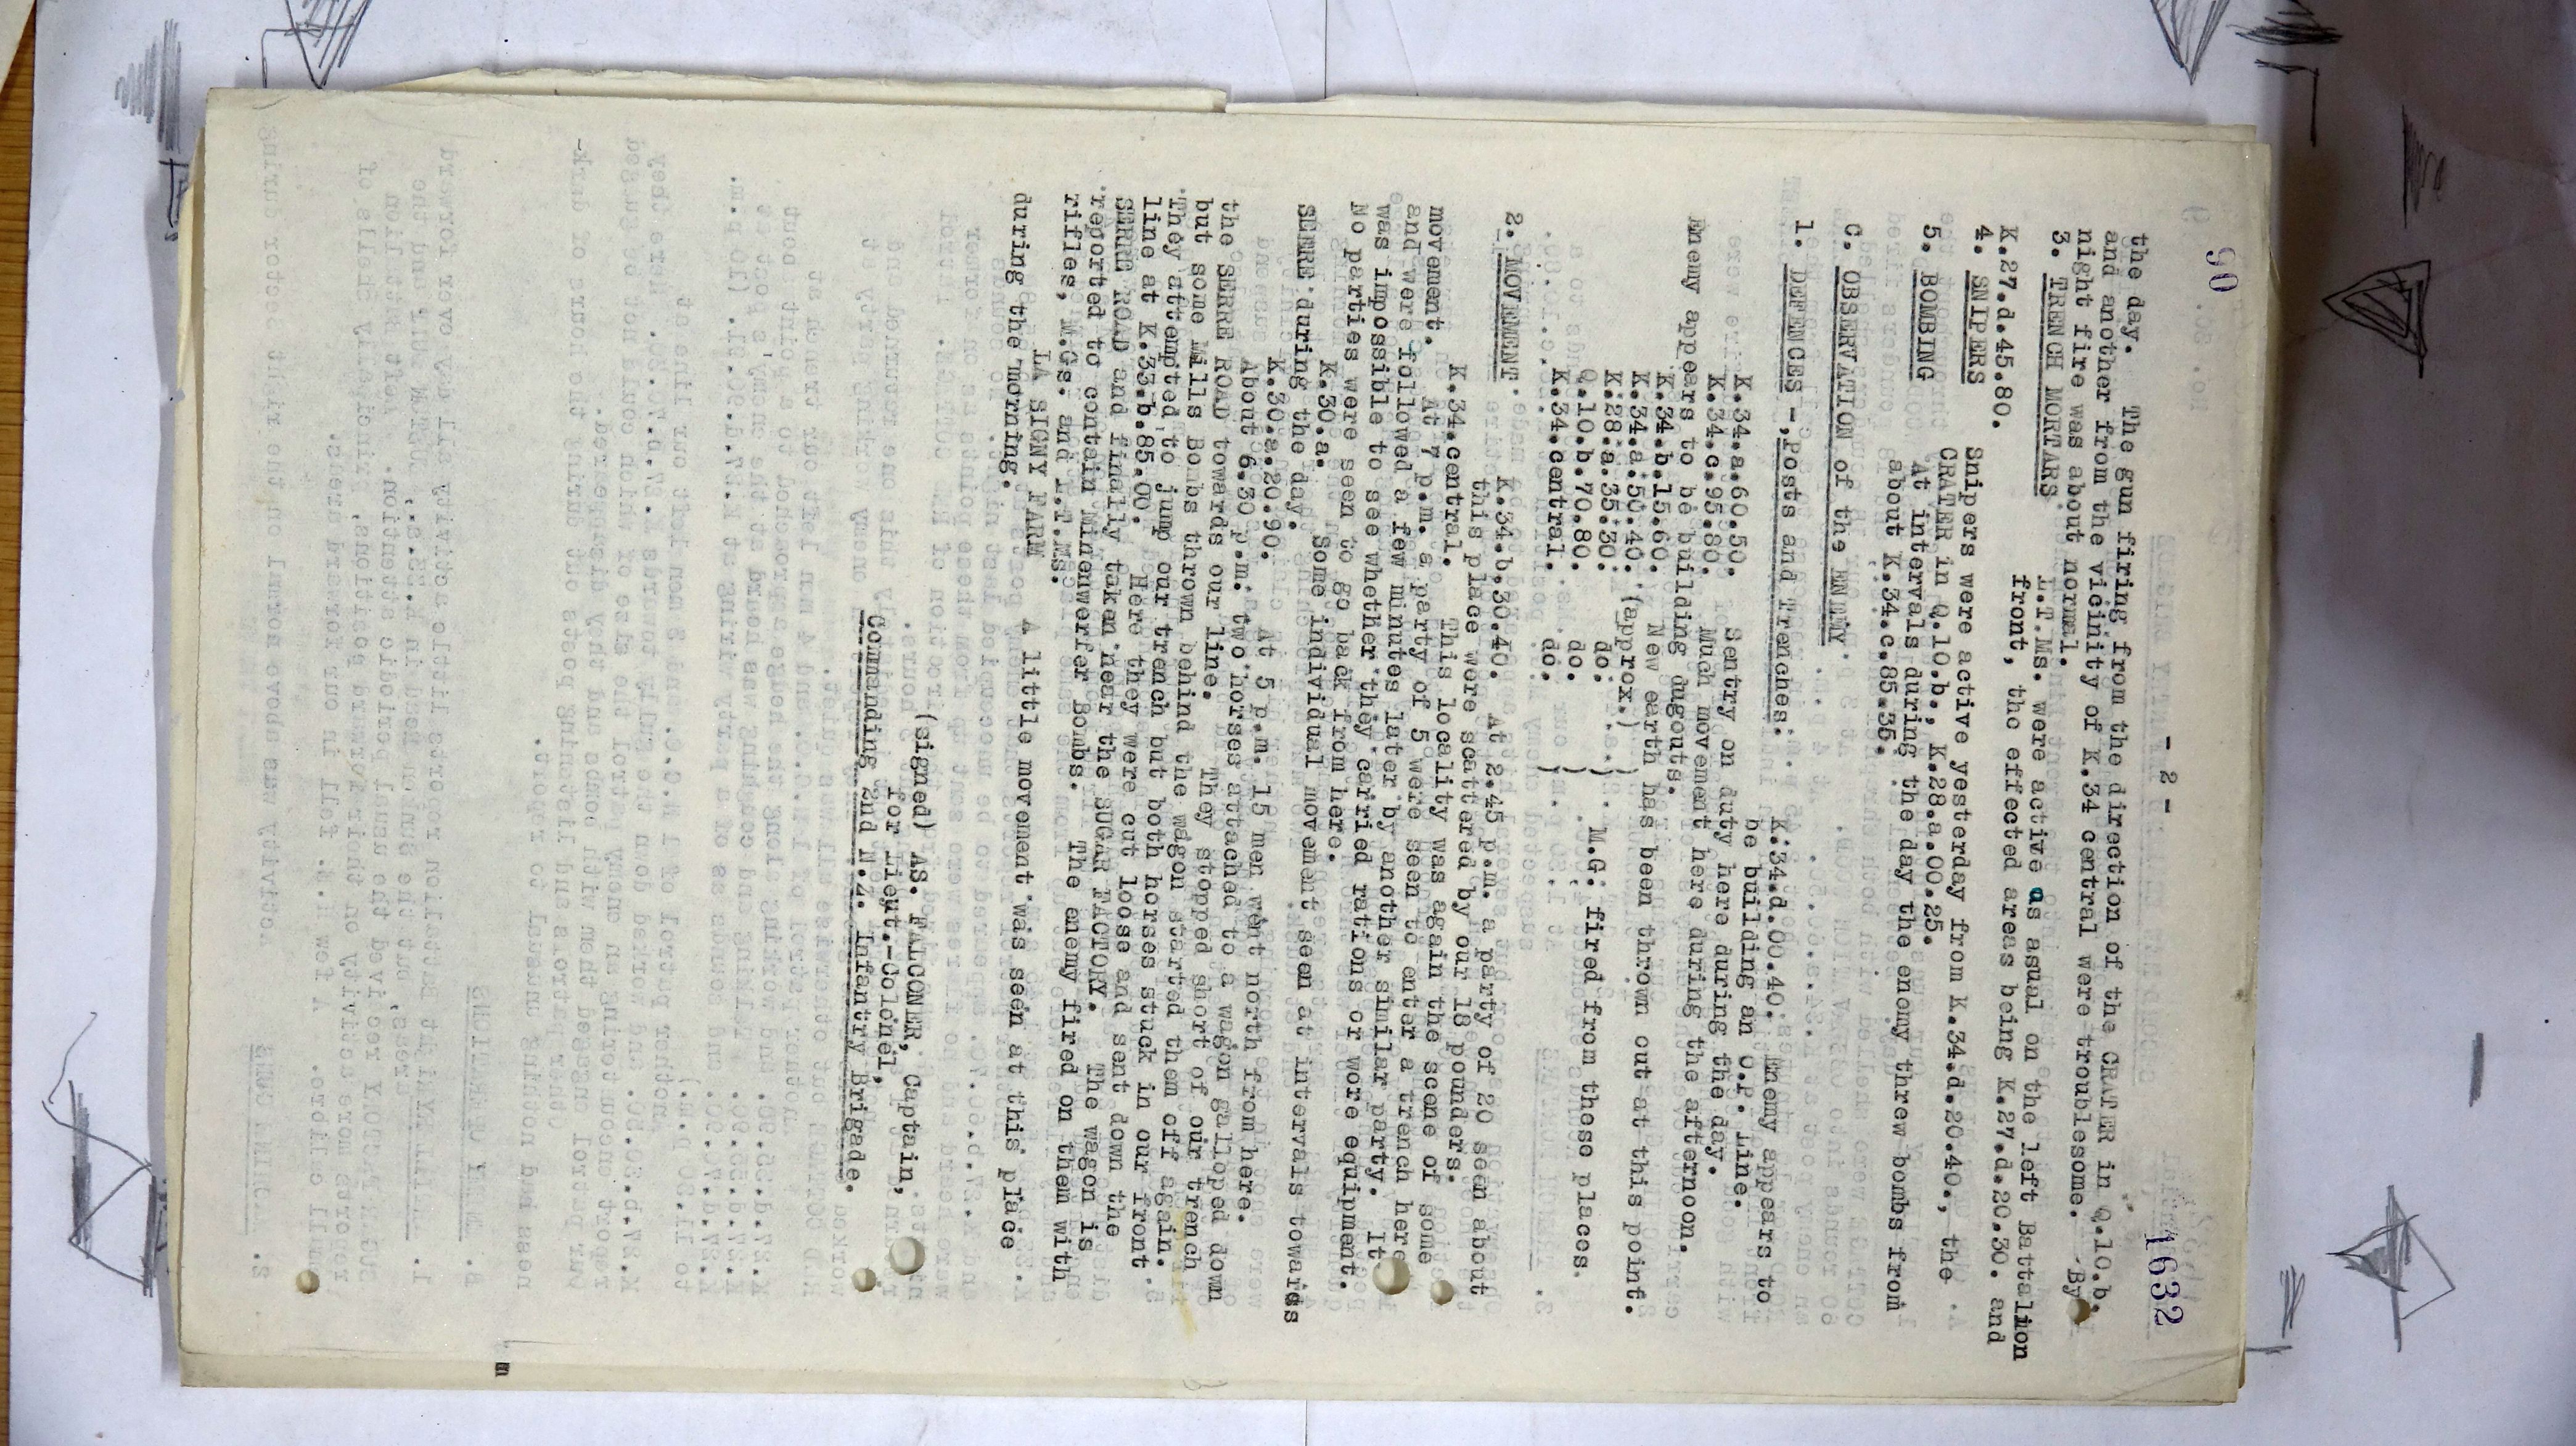 90
- 2 -
1632
the day. The gun firing from the direction of the CRATER in Q.10.b.
and another from the vicinity of K.34 central were troublesome. By
night fire was about normal.
3. TRENCH MORTARS L.T.Ms. were active as asual on the left Battalion
front, the effected areas being K.27.d.20.30. and
K.27.d.45.80.
4. SNIPERS Snipers were active yesterday from K.34.d.20.40., the
CRATER in Q.10.b., K.28.a.00.25.
5. BOMBING At intervals during the day the enemy threw bombs from
about K.34.c.85.35.
C. OBSERVATION of the ENEMY
1. DEFENCES - Posts and Trenches.
K.34.d.00.40. Enemy appears to
be building an O.P. Line.
K.34.a.60.50. Sentry on duty here during the day.
K.34.c.95.80. Much movement here during the afternoon.
Enemy appears to be building dugouts.
K.34.b.15.60. New earth has been thrown out at this point.
K.34.a.50.40. (approx.) )
K.28.a.35.30. do. ) M.G. fired from these places.
Q.10.b.70.80. do. )
K.34.central. do. )
2. MOVEMENT K.34.b.30.40. At 2.45 p.m. a party of 20 seen about
this place were scattered by our 18 pounders.
K.34.central. This locality was again the scene of some
movement. At 7 p.m. a party of 5 were seen to enter a trench here
and were followed a few minutes later by another similar party. It
was impossible to see whether they carried rations or wore equipment.
No parties were seen to go back from here.
K.30.a. Some individual movement seen at intervals towards
SERRE during the day.
K.30.a.20.90. At 5 p.m. 15 men went north from here.
About 6.30 p.m. two horses attached to a wagon galloped down
the SERRE ROAD towards our line. They stopped short of our trench
but some Mills Bombs thrown behind the wagon started them off again.
They attempted to jump our trench but both horses stuck in our front
line at K.33.b.85.00. Here they were cut loose and sent down the
SERRE ROAD and finally taken near the SUGAR FACTORY. The wagon is
reported to contain Minenwerfer Bombs. The enemy fired on them with
rifles, M.Gs. and L.T.Ms.
LA SIGNY FARM A little movement was seen at this place
during the morning.
(signed) AS. FALCONER, Captain,
for Lieut.-Colonel,
Commanding 2nd N.Z. Infantry Brigade.